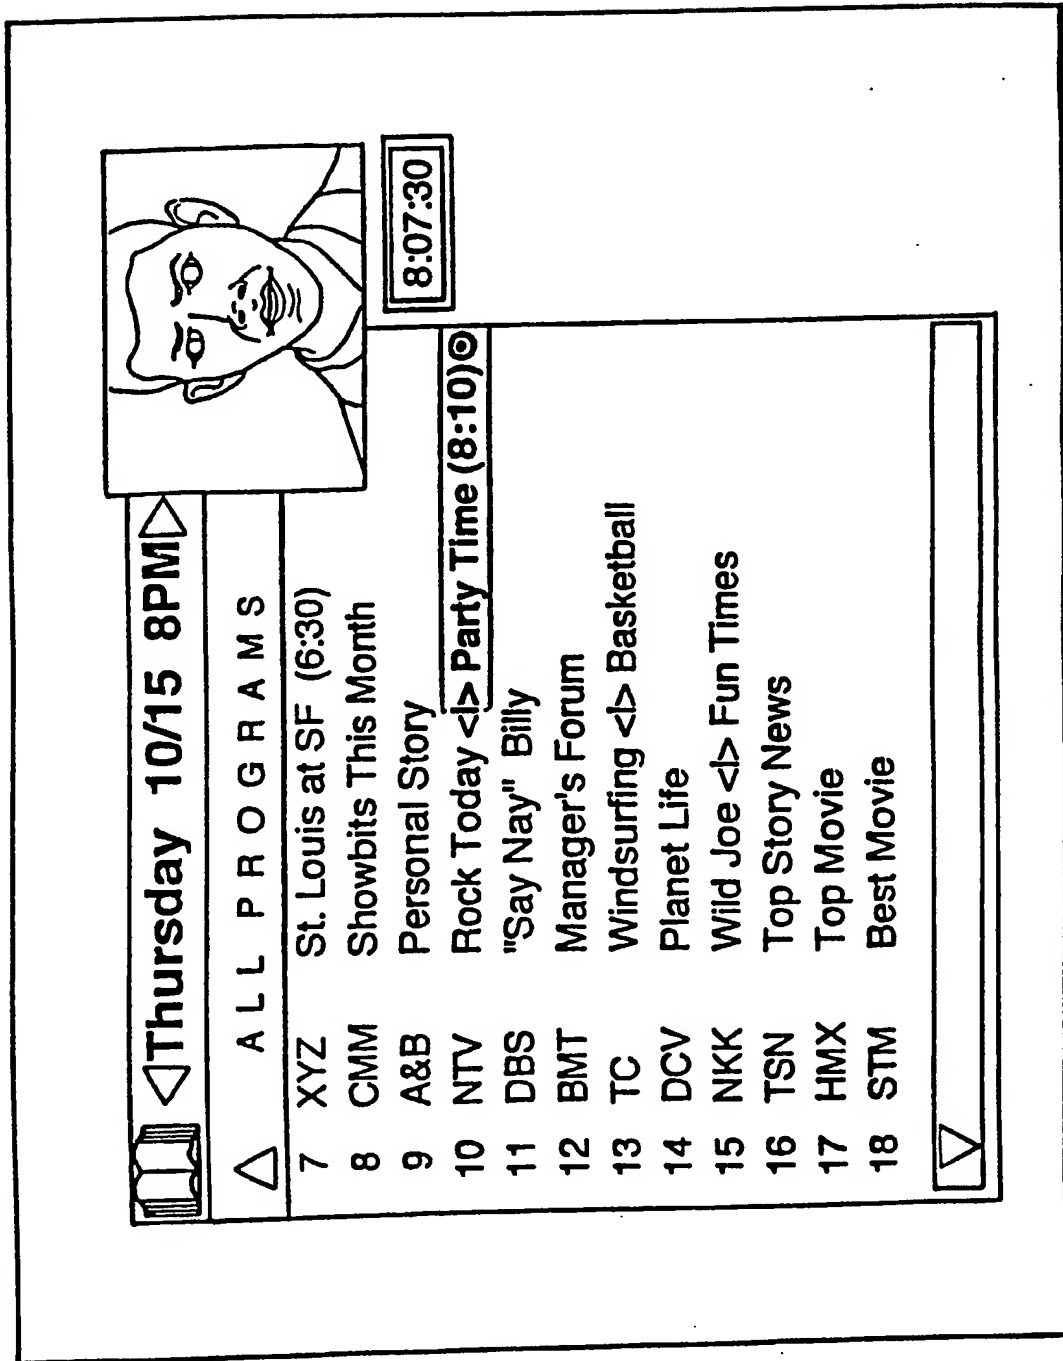 Thursday 10/15 8PM
ALL PROGRAMS
8:07:30
7 XYZ St. Louis at SF (6:30)
8 CMM Showbits This Month
9 A&B Personal Story
10 NTV Rock Today <I> Party Time (8:10)
11 DBS "Say Nay" Billy
12 BMT Manager's Forum
13 TC Windsurfing <I> Basketball
14 DCV Planet Life
15 NKK Wild Joe <I> Fun Times
16 TSN Top Story News
17 HMX Top Movie
18 STM Best Movie